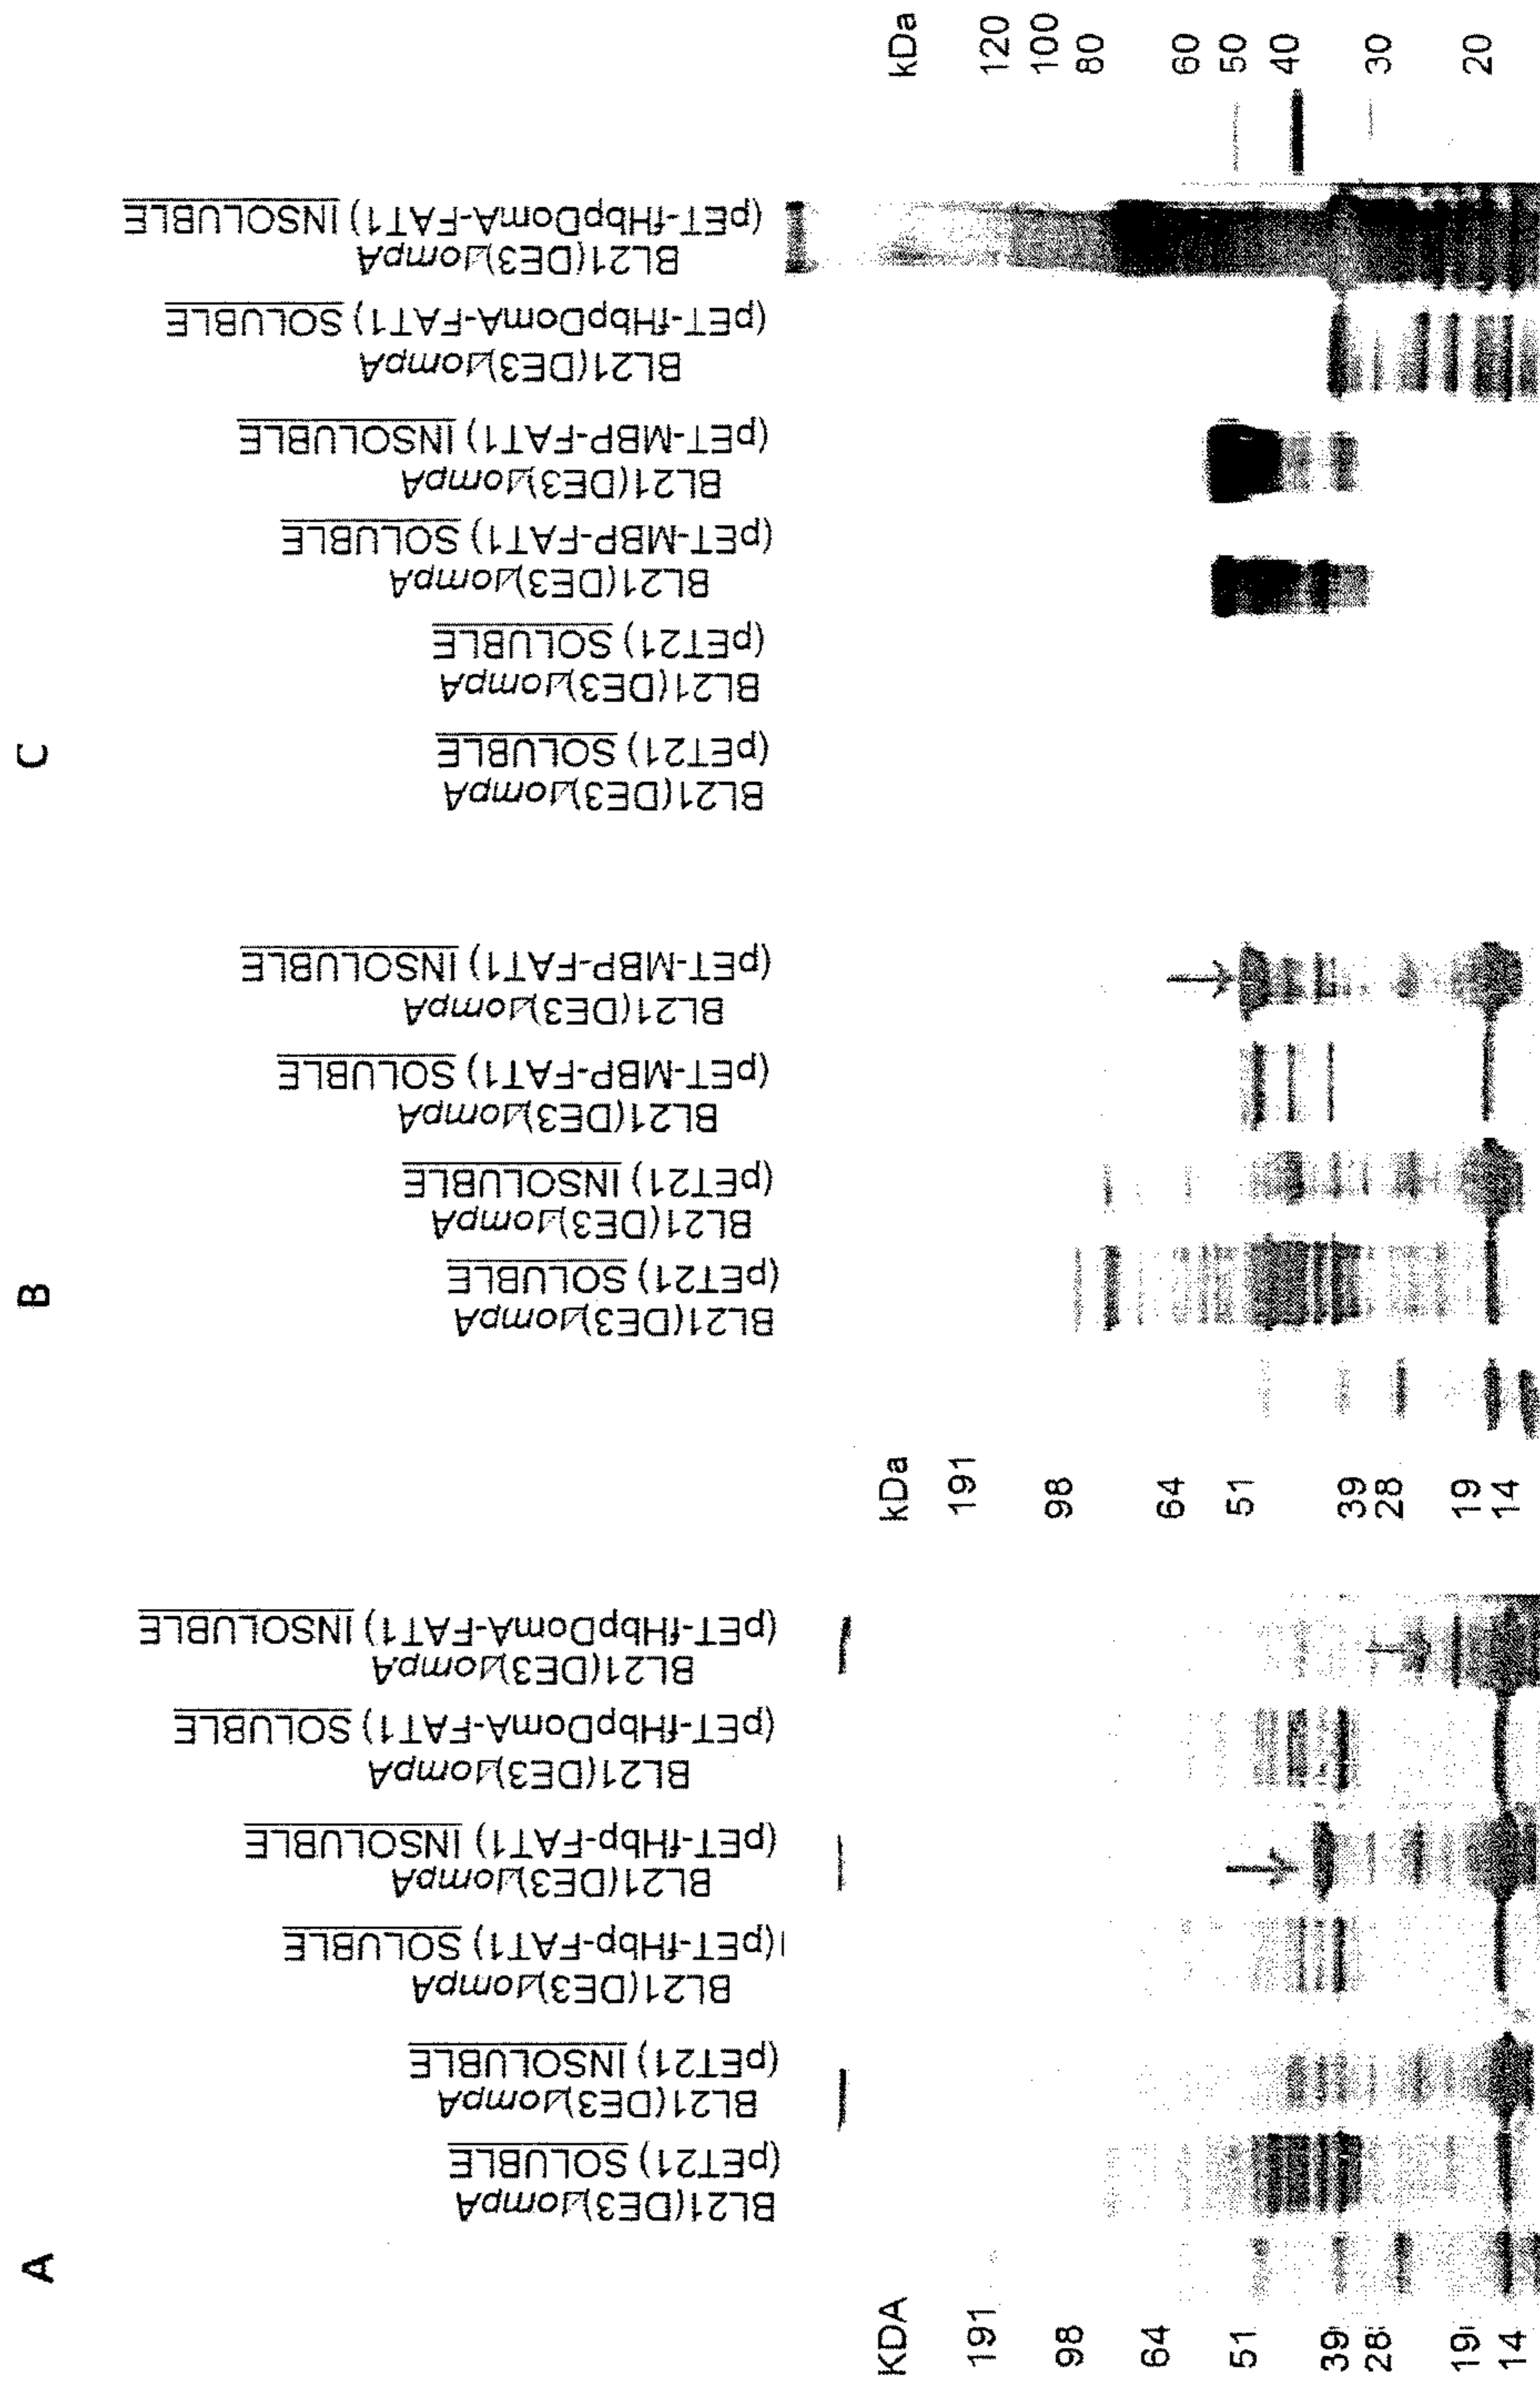 A
BL21(DE3)ΔompA
(pET21) SOLUBLE
BL21(DE3)ΔompA
(pET21) INSOLUBLE
BL21(DE3)ΔompA
(pET-fHbp-FAT1) SOLUBLE
BL21(DE3)ΔompA
(pET-fHbp-FAT1) INSOLUBLE
BL21(DE3)ΔompA
(pET-fHbpDomA-FAT1) SOLUBLE
BL21(DE3)ΔompA
(pET-fHbpDomA-FAT1) INSOLUBLE
KDA
191
98
64
51
39
28
19
14
B
BL21(DE3)ΔompA
(pET21) SOLUBLE
BL21(DE3)ΔompA
(pET21) INSOLUBLE
BL21(DE3)ΔompA
(pET-MBP-FAT1) SOLUBLE
BL21(DE3)ΔompA
(pET-MBP-FAT1) INSOLUBLE
kDa
191
98
64
51
39
28
19
14
C
BL21(DE3)ΔompA
(pET21) SOLUBLE
BL21(DE3)ΔompA
(pET21) SOLUBLE
BL21(DE3)ΔompA
(pET-MBP-FAT1) SOLUBLE
BL21(DE3)ΔompA
(pET-MBP-FAT1) INSOLUBLE
BL21(DE3)ΔompA
(pET-fHbpDomA-FAT1) SOLUBLE
BL21(DE3)ΔompA
(pET-fHbpDomA-FAT1) INSOLUBLE
kDa
120
100
80
60
50
40
30
20